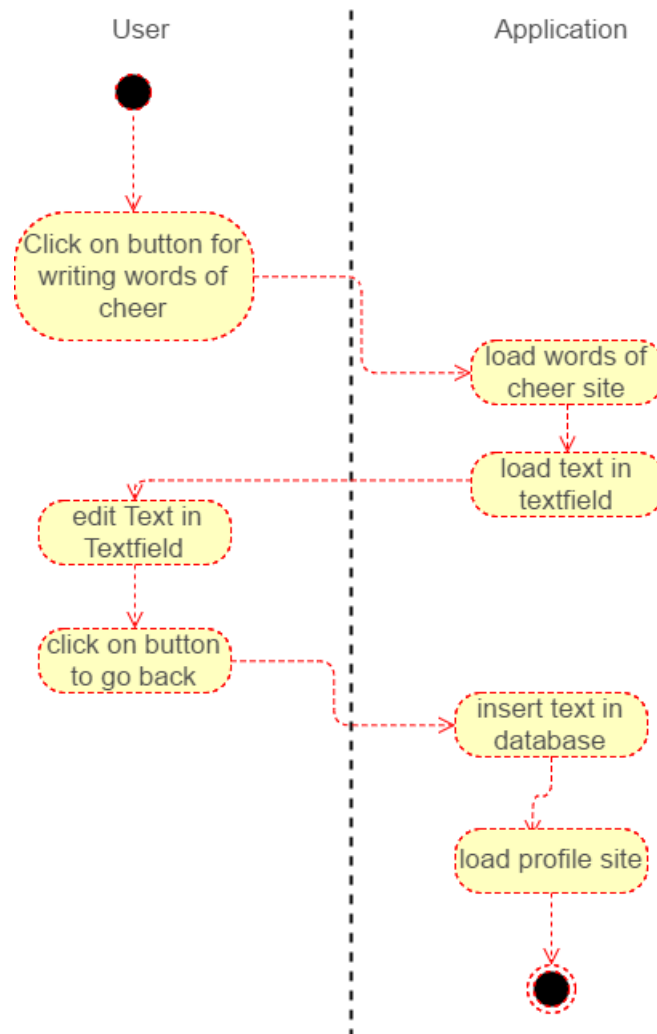 User
Application
Click on button for
writing words of
cheer
load words of
cheer site
load text in
textfield
edit Text in
Textfield
click on button
to go back
insert text in
database
load profile site